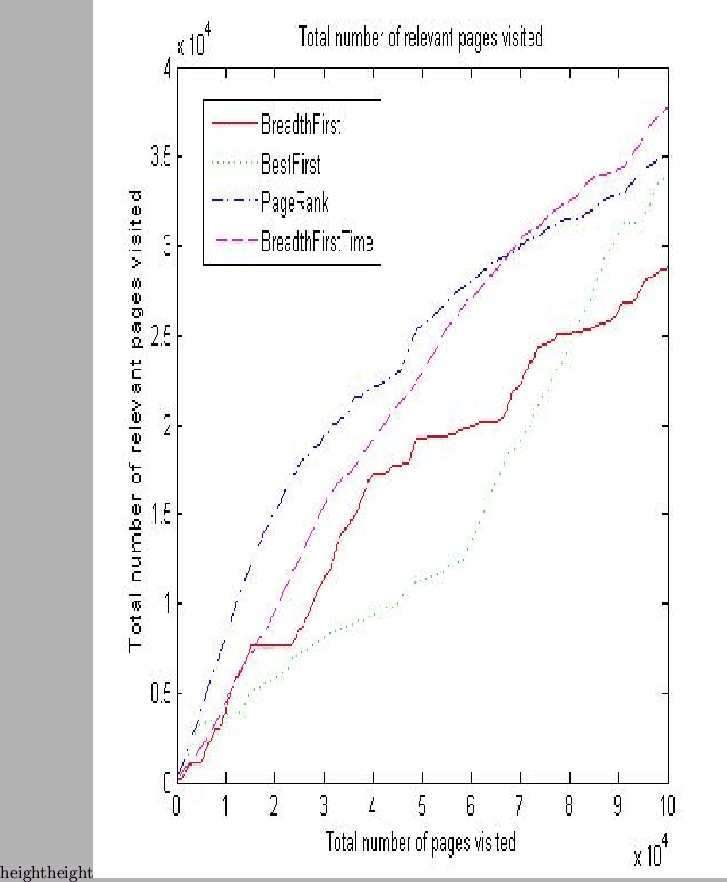 x 10^4
Total number of relevant pages visited
4
3.5
3
2.5
2
1.5
1
0.5
0
Total number of relevant pages visited
BreadthFirst
BestFirst
PageRank
BreadthFirstTime
0 1 2 3 4 5 6 7 8 9 10
Total number of pages visited
x 10^4
heightheight